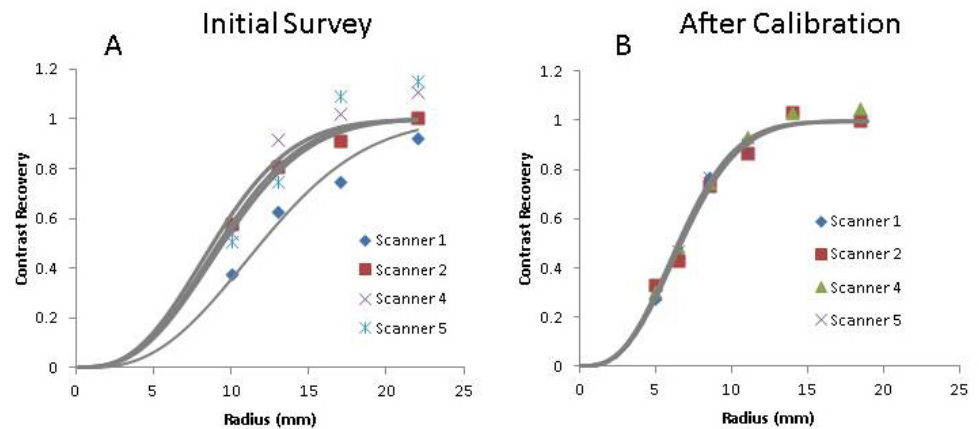 Initial Survey
A
1.2
1
0.8
0.6
0.4
0.2
0
Contrast Recovery
0 5 10 15 20 25
Radius (mm)
Scanner 1
Scanner 2
Scanner 4
Scanner 5
After Calibration
B
1.2
1
0.8
0.6
0.4
0.2
0
Contrast Recovery
0 5 10 15 20 25
Radius (mm)
Scanner 1
Scanner 2
Scanner 4
Scanner 5